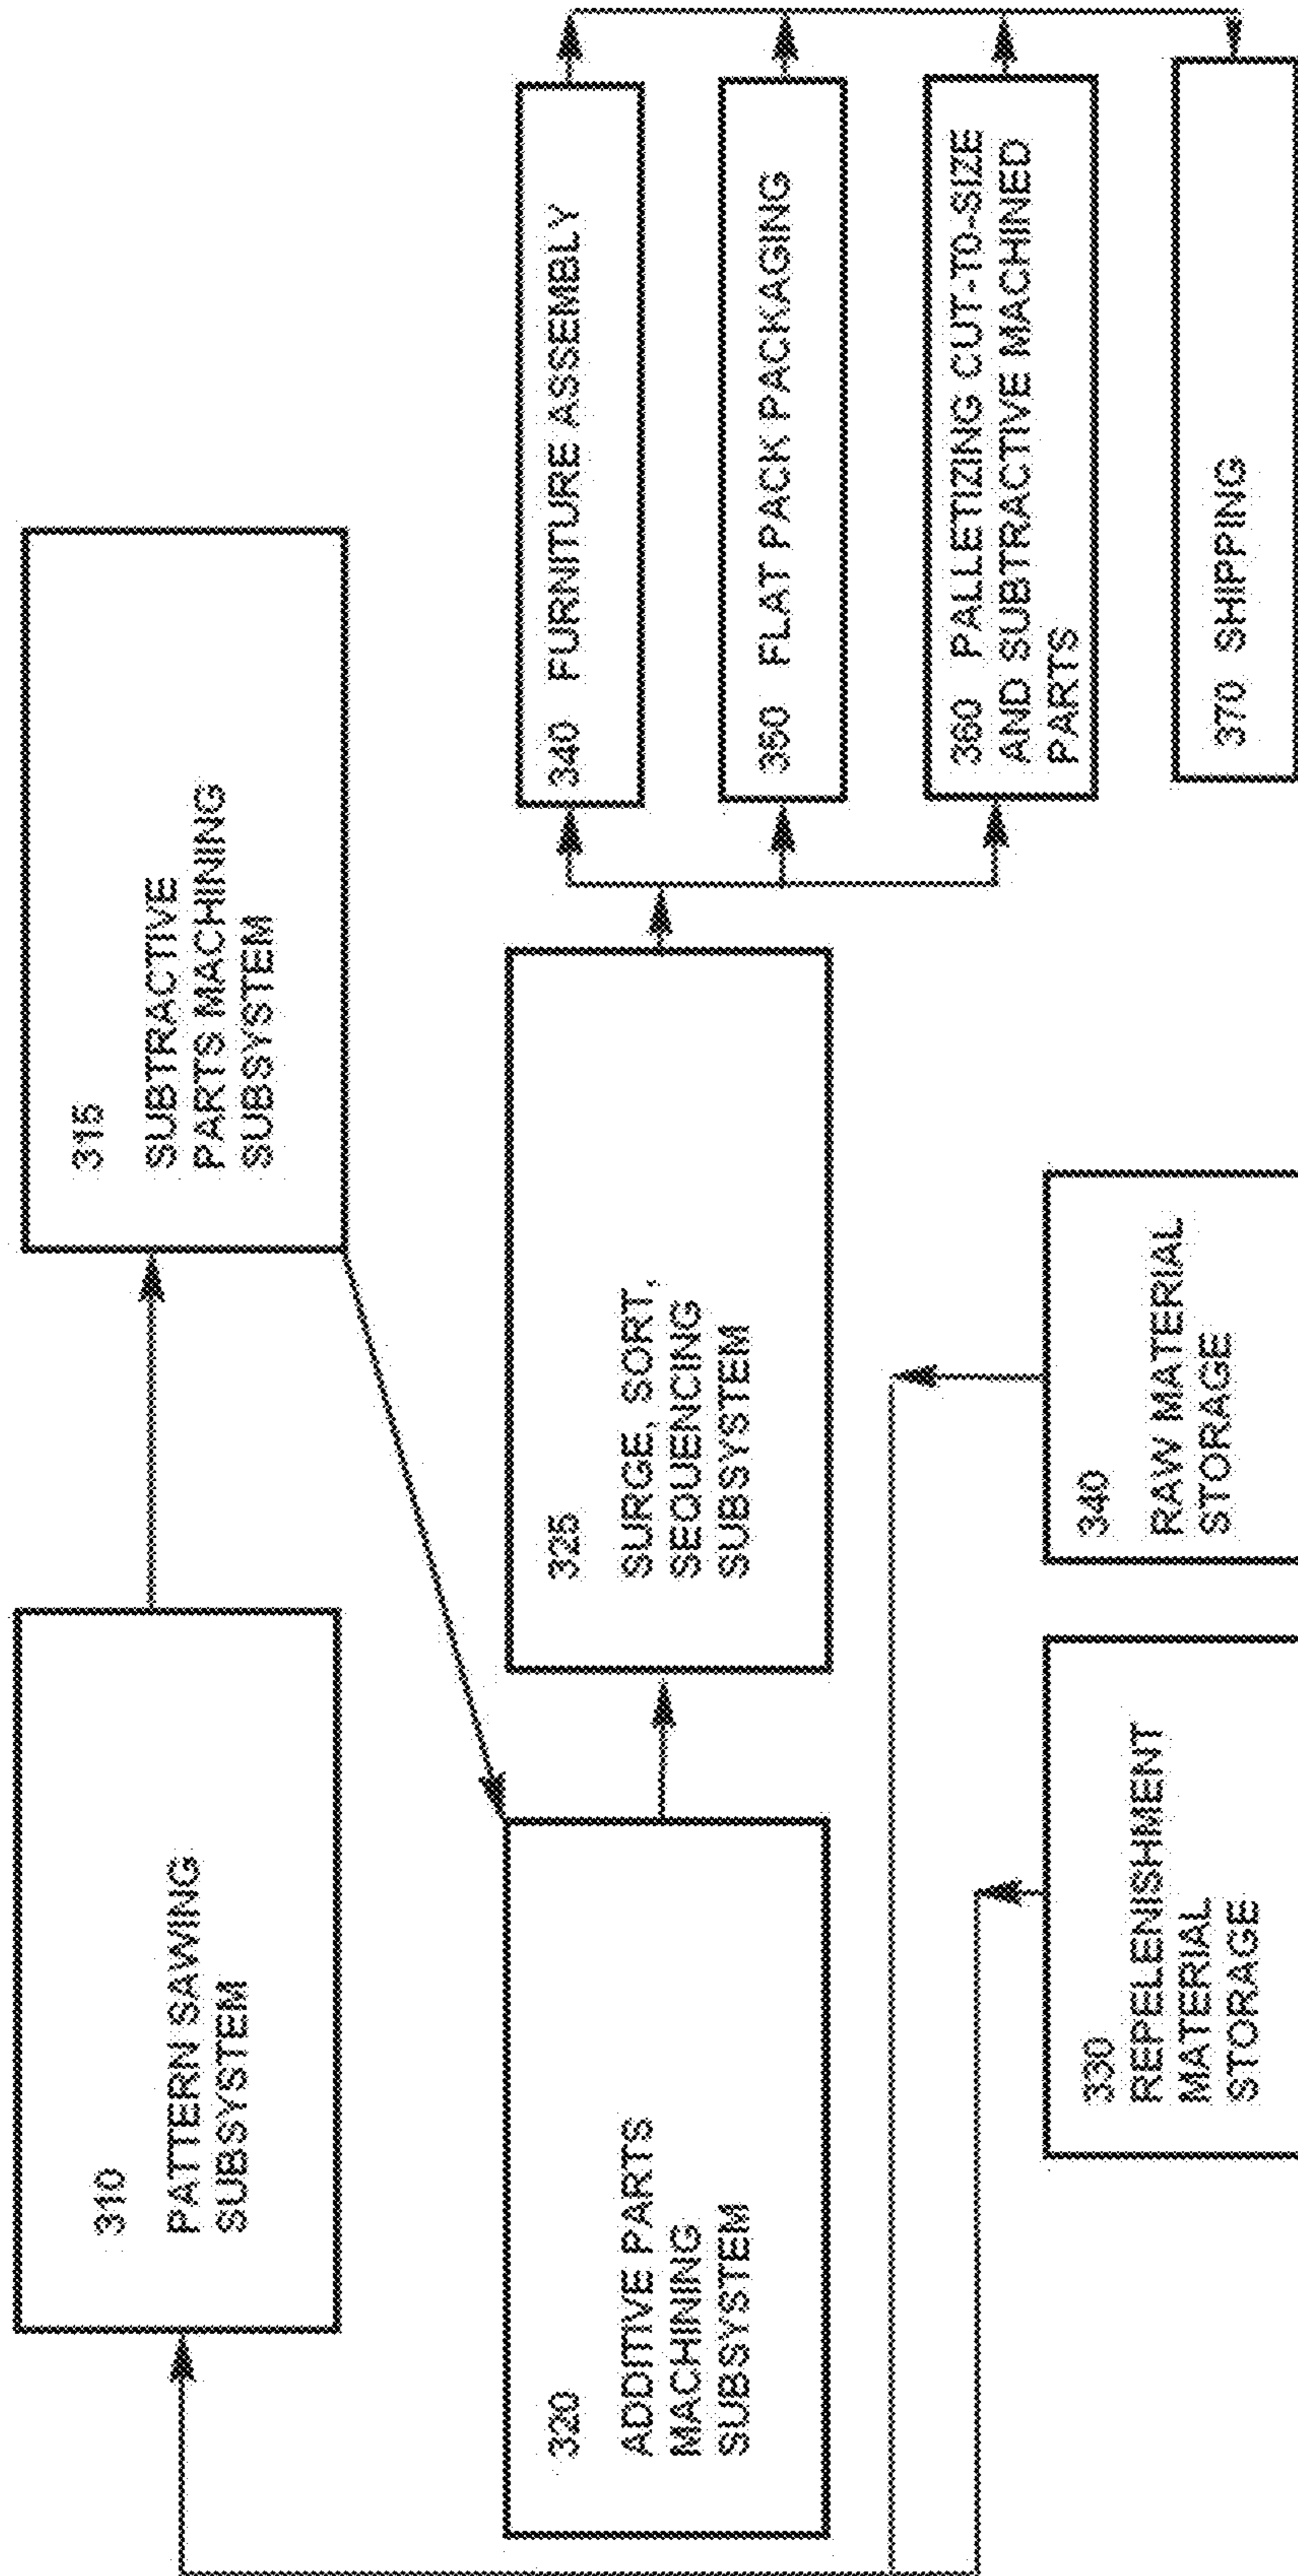 310
PATTERN SAWING
SUBSYSTEM
315
SUBTRACTIVE
PARTS MACHINING
SUBSYSTEM
320
ADDITIVE PARTS
MACHINING
SUBSYSTEM
325
SURGE, SORT,
SEQUENCING
SUBSYSTEM
340 FURNITURE ASSEMBLY
350 FLAT PACK PACKAGING
360 PALLETIZING CUT-TO-SIZE
AND SUBTRACTIVE MACHINED
PARTS
370 SHIPPING
330
REPELENISHMENT
MATERIAL
STORAGE
340
RAW MATERIAL
STORAGE